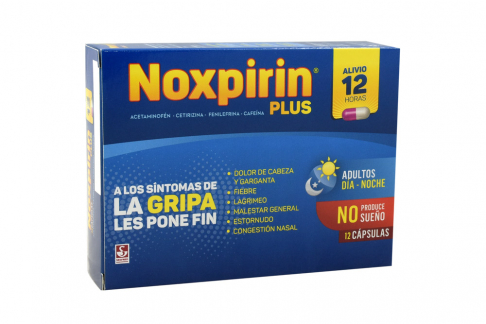 Noxpirin®
PLUS
ACETAMINOFÉN - CETIRIZINA - FENILEFRINA - CAFEÍNA
ALIVIO
12
HORAS
A LOS SÍNTOMAS DE
LA GRIPA
LES PONE FIN
• DOLOR DE CABEZA
Y GARGANTA
• FIÉBRE
• LAGRIMEO
• MALESTAR GENERAL
• ESTORNUDO
• CONGESTIÓN NASAL
ADULTOS
DÍA - NOCHE
NO PRODUCE
SUEÑO
12 CÁPSULAS